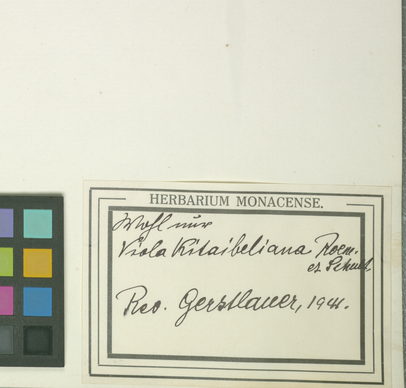 HERBARIUM MONACENSE.
Wohl nur
Viola Kitaibeliana Roem.
et Schult
Rev. Gerstlauer, 1941.